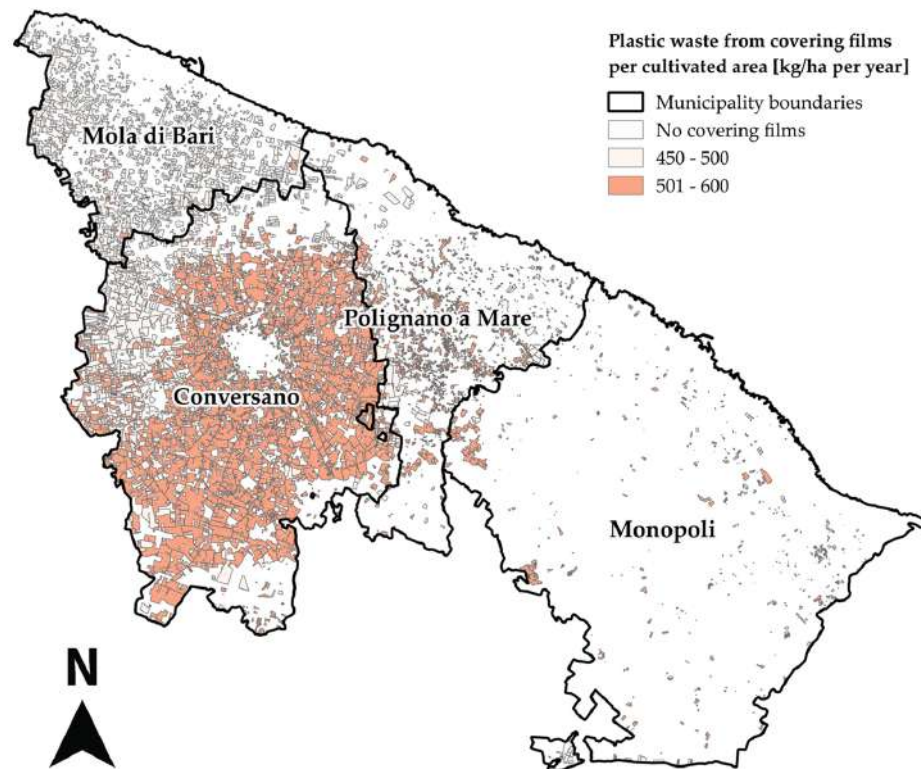 Plastic waste from covering films
per cultivated area [kg/ha per year]
Municipality boundaries
No covering films
450 - 500
501 - 600
Mola di Bari
Polignano a Mare
Conversano
Monopoli
N